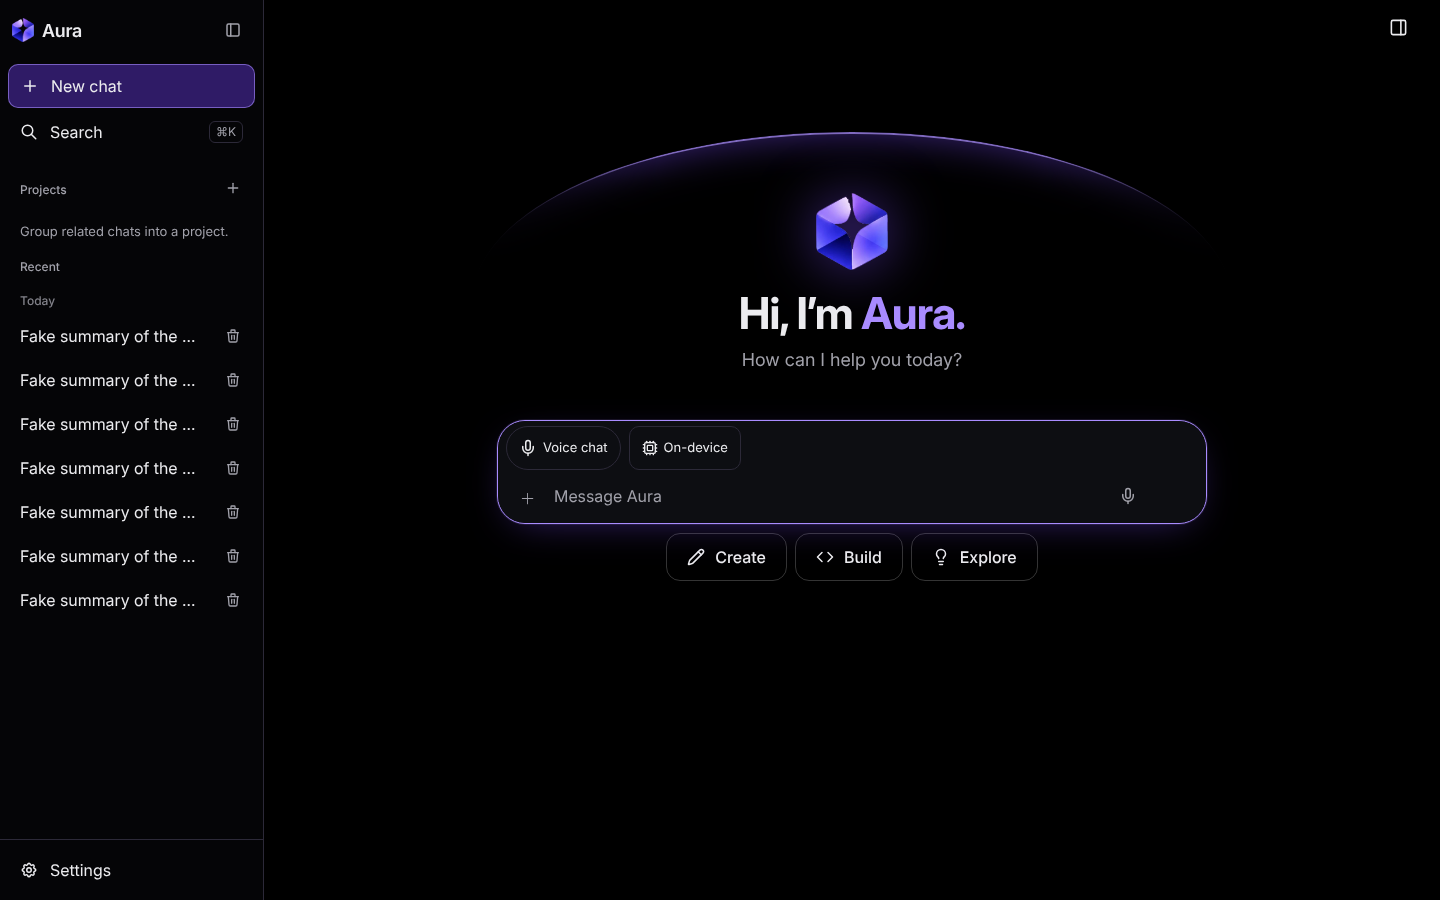 Aura
New chat
Search
⌘K
Projects
Group related chats into a project.
Recent
Today
Fake summary of the ...
Fake summary of the ...
Fake summary of the ...
Fake summary of the ...
Fake summary of the ...
Fake summary of the ...
Fake summary of the ...
Settings
Hi, I’m Aura.
How can I help you today?
Voice chat
On-device
Message Aura
Create
Build
Explore